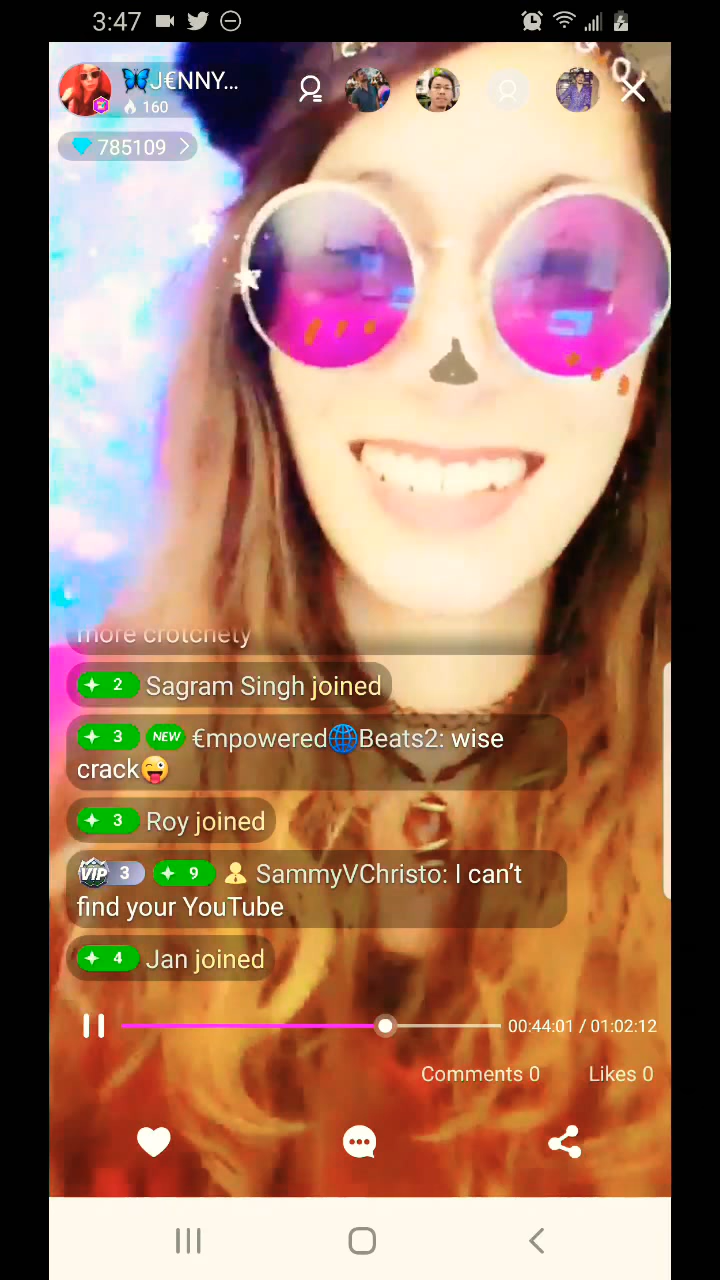 3:47
🦋J€NNY...
160
785109
more crotchety
2 Sagram Singh joined
3 NEW €mpowered🌐Beats2: wise
crack😜
3 Roy joined
VIP 3 9 SammyVChristo: I can't
find your YouTube
4 Jan joined
00:44:01 / 01:02:12
Comments 0 Likes 0